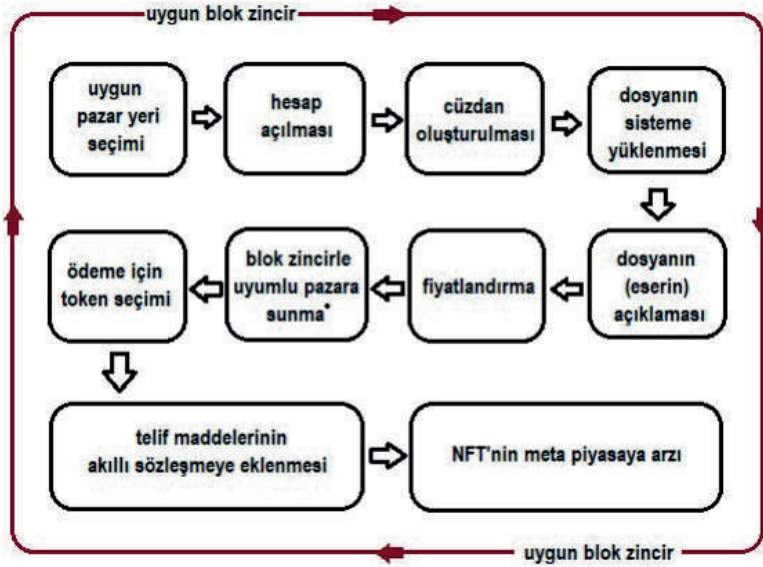 uygun blok zincir
uygun
pazar yeri
seçimi
hesap
açılması
cüzdan
oluşturulması
dosyanın
sisteme
yüklenmesi
ödeme için
token seçimi
blok zincirle
uyumlu pazara
sunma*
fiyatlandırma
dosyanın
(eserin)
açıklaması
telif maddelerinin
akıllı sözleşmeye eklenmesi
NFT'nin meta piyasaya arzı
uygun blok zincir